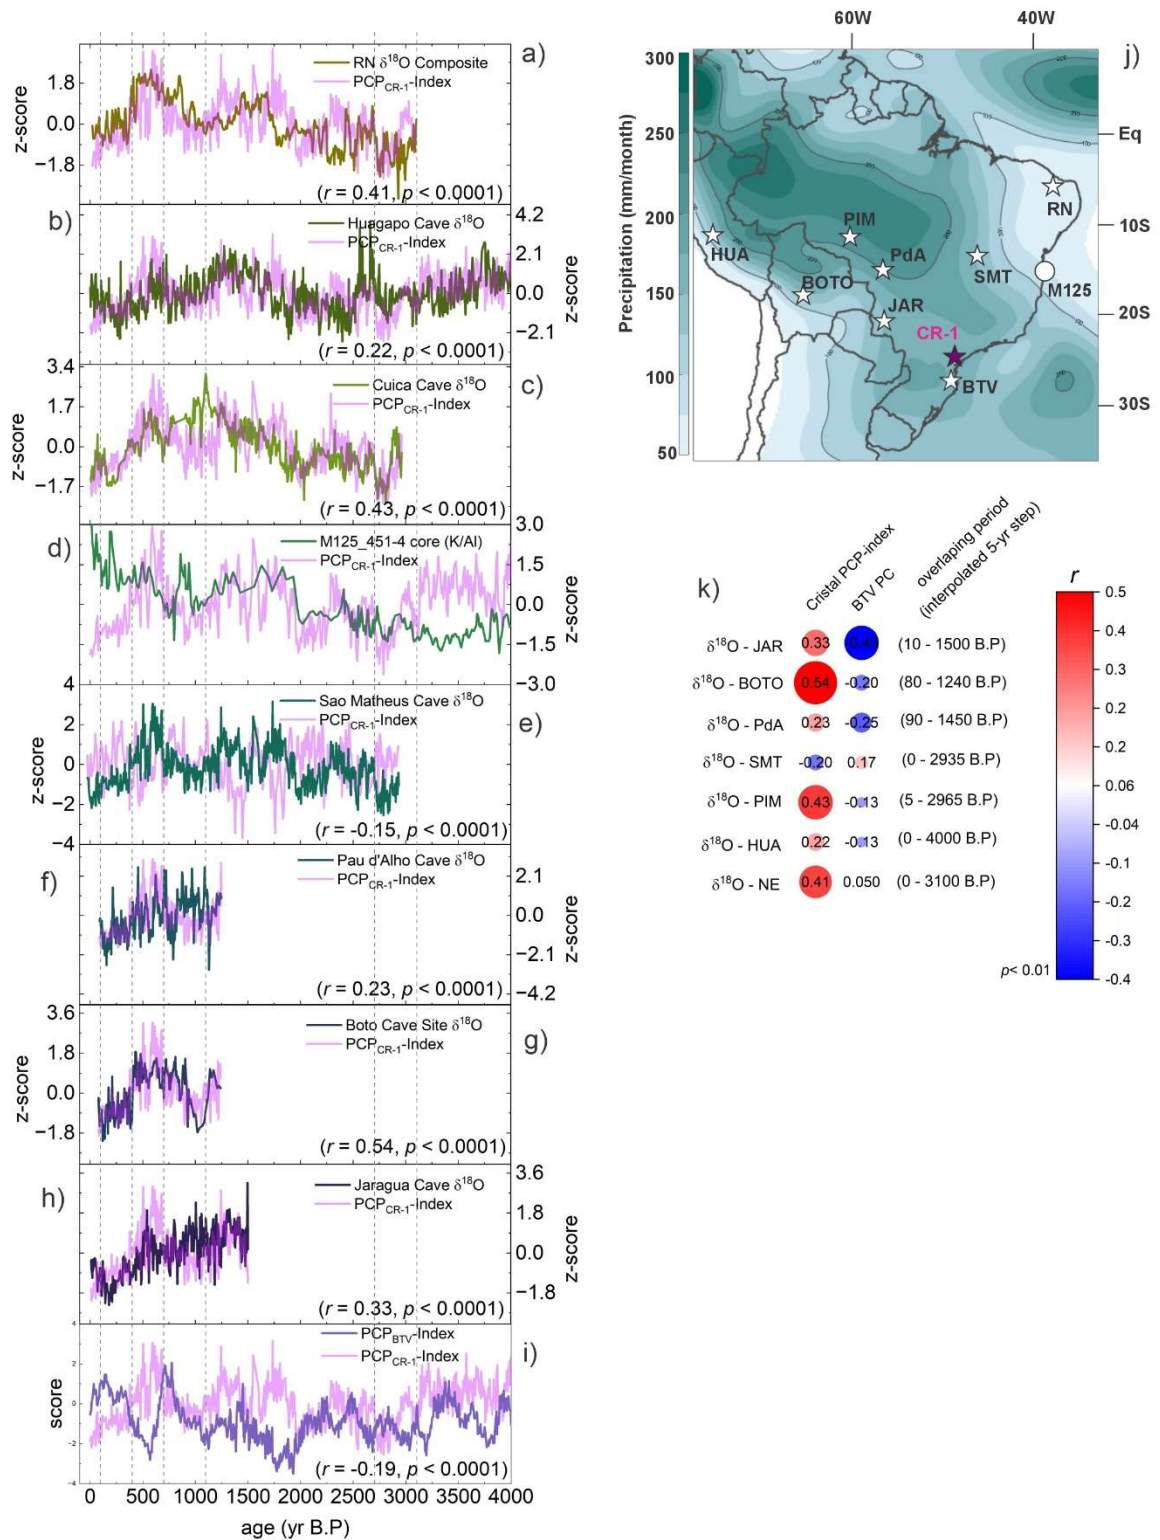 a)
RN δ18O Composite
PCPCR-1-Index
1.8
0.0
−1.8
z-score
(r = 0.41, p < 0.0001)
b)
Huagapo Cave δ18O
PCPCR-1-Index
4.2
2.1
0.0
−2.1
z-score
(r = 0.22, p < 0.0001)
c)
Cuica Cave δ18O
PCPCR-1-Index
3.4
1.7
0.0
−1.7
z-score
(r = 0.43, p < 0.0001)
d)
M125_451-4 core (K/Al)
PCPCR-1-Index
3.0
1.5
0.0
−1.5
−3.0
z-score
e)
Sao Matheus Cave δ18O
PCPCR-1-Index
4
2
0
−2
−4
z-score
(r = -0.15, p < 0.0001)
f)
Pau d'Alho Cave δ18O
PCPCR-1-Index
2.1
0.0
−2.1
−4.2
z-score
(r = 0.23, p < 0.0001)
g)
Boto Cave Site δ18O
PCPCR-1-Index
3.6
1.8
0.0
−1.8
z-score
(r = 0.54, p < 0.0001)
h)
Jaragua Cave δ18O
PCPCR-1-Index
3.6
1.8
0.0
−1.8
z-score
(r = 0.33, p < 0.0001)
i)
PCPBTV-Index
PCPCR-1-Index
4
2
0
−2
−4
score
(r = -0.19, p < 0.0001)
0 500 1000 1500 2000 2500 3000 3500 4000
age (yr B.P)
60W 40W
j)
300
250
200
150
100
50
Precipitation (mm/month)
Eq
10S
20S
30S
RN
PIM
HUA
PdA
SMT
BOTO
M125
JAR
CR-1
BTV
k)
Cristal PCP-index
BTV PC
overlaping period
(interpolated 5-yr step)
r
δ18O - JAR 0.33 (10 - 1500 B.P)
δ18O - BOTO 0.54 -0.20 (80 - 1240 B.P)
δ18O - PdA 0.23 -0.25 (90 - 1450 B.P)
δ18O - SMT -0.20 0.17 (0 - 2935 B.P)
δ18O - PIM 0.43 -0.13 (5 - 2965 B.P)
δ18O - HUA 0.22 -0.13 (0 - 4000 B.P)
δ18O - NE 0.41 0.050 (0 - 3100 B.P)
0.5
0.4
0.3
0.2
0.06
-0.04
-0.1
-0.2
-0.3
-0.4
p< 0.01